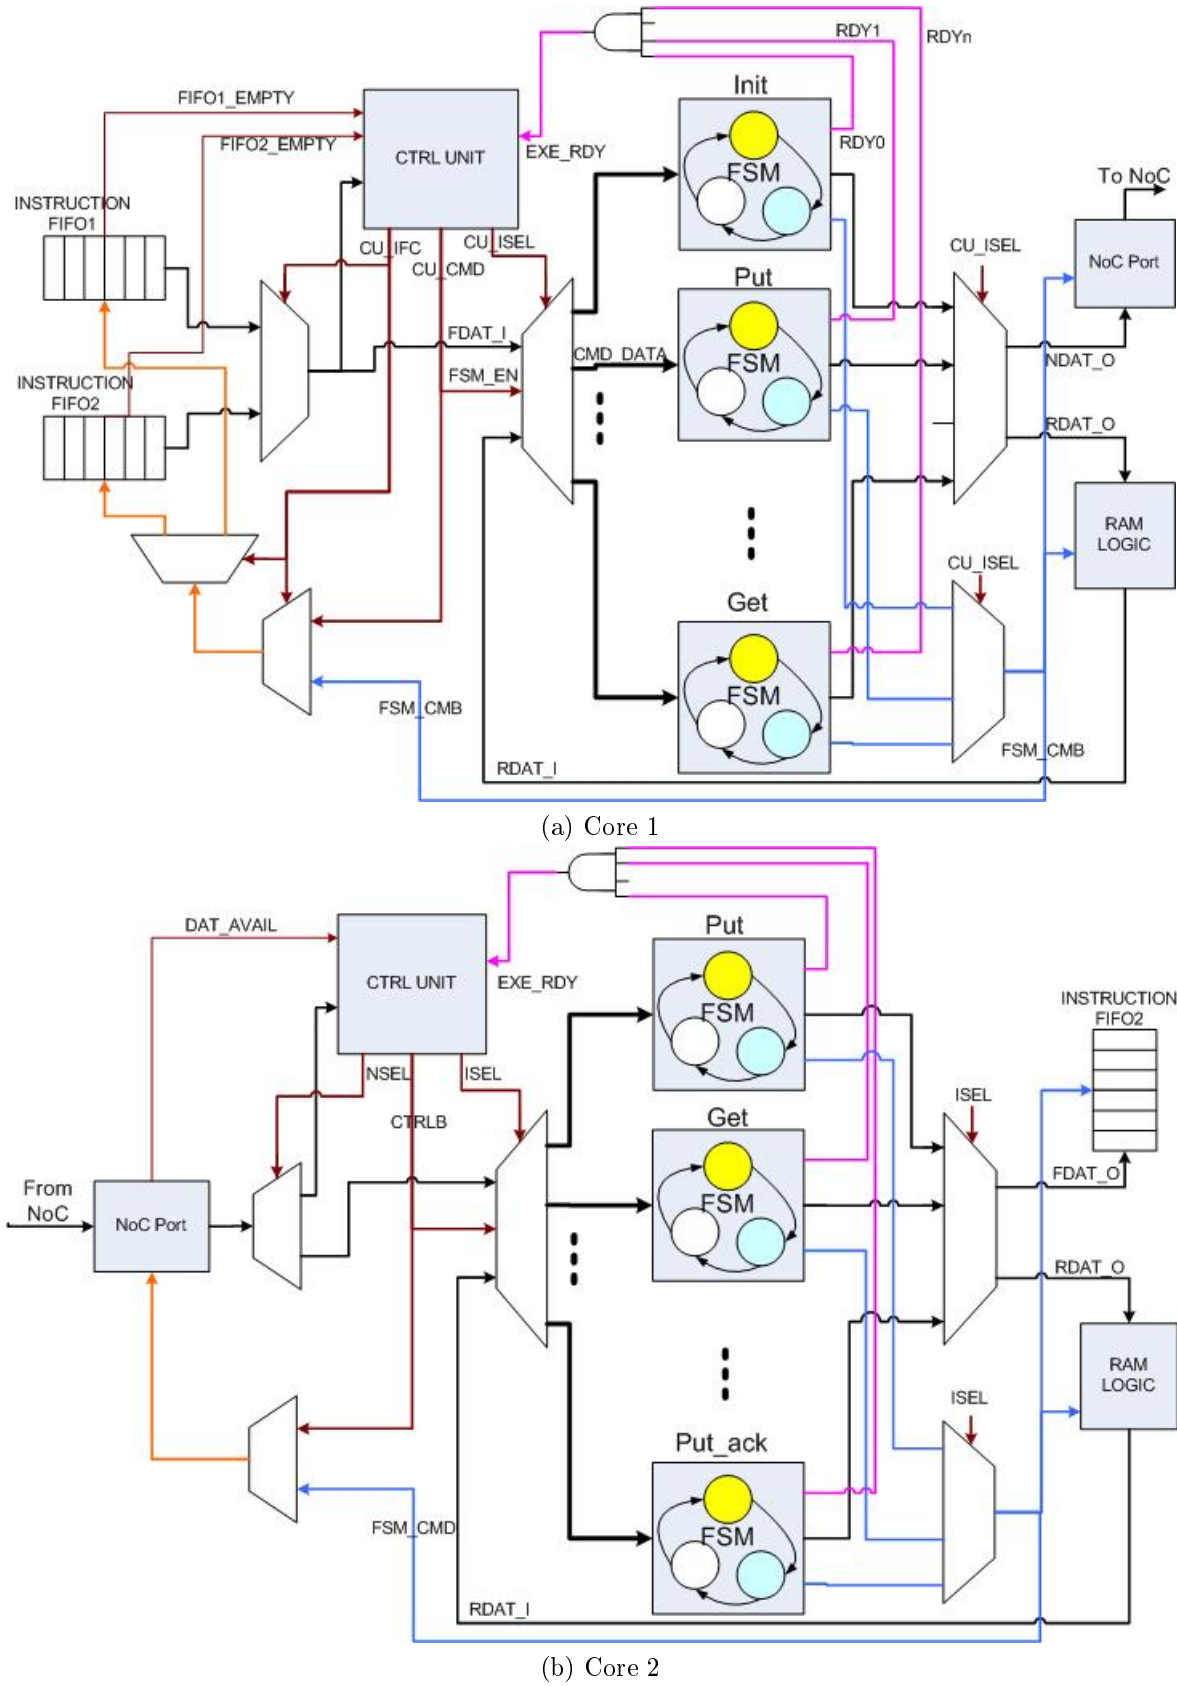 RDY1
RDYn
Init
FIFO1_EMPTY
FIFO2_EMPTY
CTRL UNIT
EXE_RDY
RDY0
FSM
To NoC
INSTRUCTION
FIFO1
CU_IFC
CU_CMD
CU_ISEL
CU_ISEL
NoC Port
Put
FDAT_I
CMD_DATA
FSM
NDAT_O
INSTRUCTION
FIFO2
FSM_EN
RDAT_O
RAM
LOGIC
CU_ISEL
Get
FSM
FSM_CMB
FSM_CMB
RDAT_I
(a) Core 1
DAT_AVAIL
Put
CTRL UNIT
EXE_RDY
FSM
INSTRUCTION
FIFO2
NSEL
ISEL
CTRLB
ISEL
Get
From
NoC
NoC Port
FSM
FDAT_O
RDAT_O
RAM
LOGIC
ISEL
Put_ack
FSM_CMD
FSM
RDAT_I
(b) Core 2